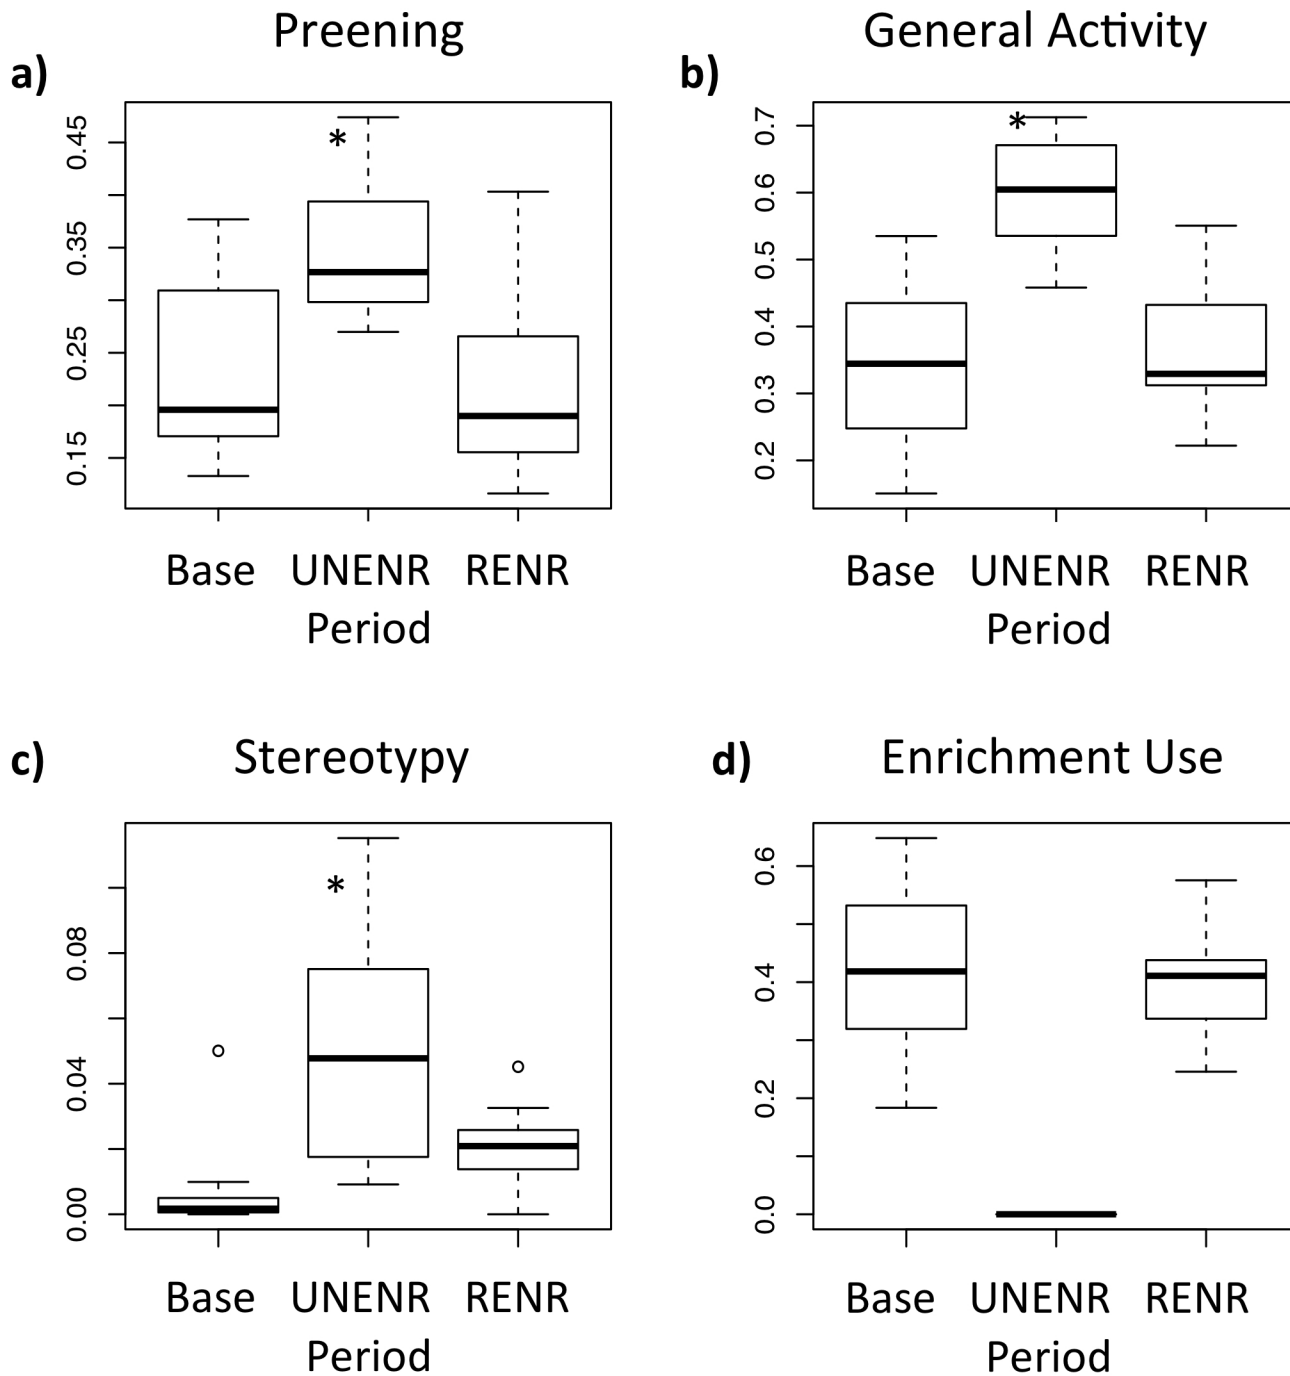 Preening
a)
*
0.45
0.35
0.25
0.15
Base UNENR RENR
Period
General Activity
b)
*
0.7
0.6
0.5
0.4
0.3
0.2
Base UNENR RENR
Period
Stereotypy
c)
*
0.08
0.04
0.00
Base UNENR RENR
Period
Enrichment Use
d)
0.6
0.4
0.2
0.0
Base UNENR RENR
Period